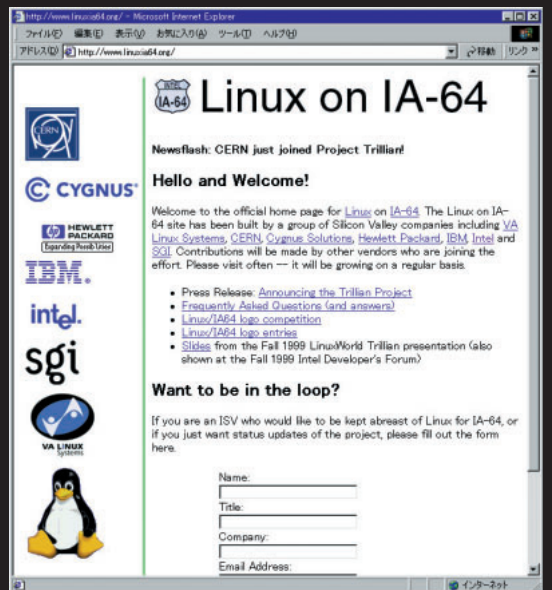 http://www.linuxia64.org/ - Microsoft Internet Explorer
ファイル(F) 編集(E) 表示(V) お気に入り(A) ツール(T) ヘルプ(H)
アドレス(D) http://www.linuxia64.org/ 移動 リンク »
INTEL IA-64 Linux on IA-64
CERN
Newsflash: CERN just joined Project Trillian!
CYGNUS
Hello and Welcome!
HEWLETT PACKARD
Expanding Possibilities
IBM.
intel.
sgi
VA LINUX
Systems
Welcome to the official home page for Linux on IA-64. The Linux on IA-
64 site has been built by a group of Silicon Valley companies including VA
Linux Systems, CERN, Cygnus Solutions, Hewlett Packard, IBM, Intel and
SGI. Contributions will be made by other vendors who are joining the
effort. Please visit often -- it will be growing on a regular basis.
• Press Release: Announcing the Trillian Project
• Frequently Asked Questions (and answers)
• Linux/IA64 logo competition
• Linux/IA64 logo entries
• Slides from the Fall 1999 LinuxWorld Trillian presentation (also
shown at the Fall 1999 Intel Developer's Forum)
Want to be in the loop?
If you are an ISV who would like to be kept abreast of Linux for IA-64, or
if you just want status updates of the project, please fill out the form
here.
Name:
Title:
Company:
Email Address:
インターネット